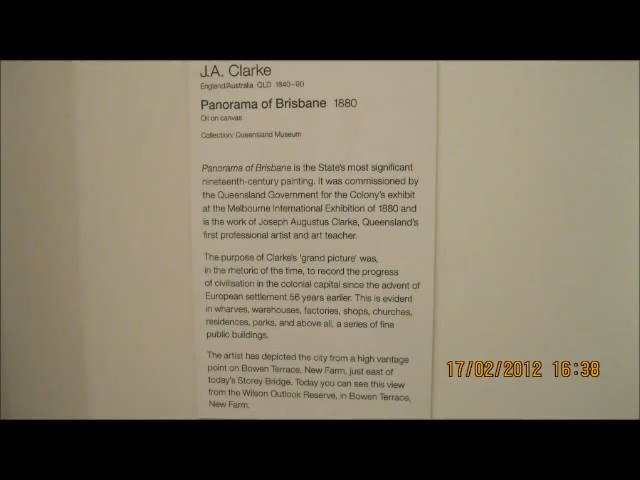 J.A. Clarke
England/Australia QLD 1840–90
Panorama of Brisbane 1880
Oil on canvas
Collection: Queensland Museum
Panorama of Brisbane is the State's most significant
nineteenth-century painting. It was commissioned by
the Queensland Government for the Colony's exhibit
at the Melbourne International Exhibition of 1880 and
is the work of Joseph Augustus Clarke, Queensland's
first professional artist and art teacher.
The purpose of Clarke's 'grand picture' was,
in the rhetoric of the time, to record the progress
of civilisation in the colonial capital since the advent of
European settlement 56 years earlier. This is evident
in wharves, warehouses, factories, shops, churches,
residences, parks, and above all, a series of fine
public buildings.
The artist has depicted the city from a high vantage
point on Bowen Terrace, New Farm, just east of
today's Storey Bridge. Today you can see this view
from the Wilson Outlook Reserve, in Bowen Terrace,
New Farm.
17/02/2012 16:38